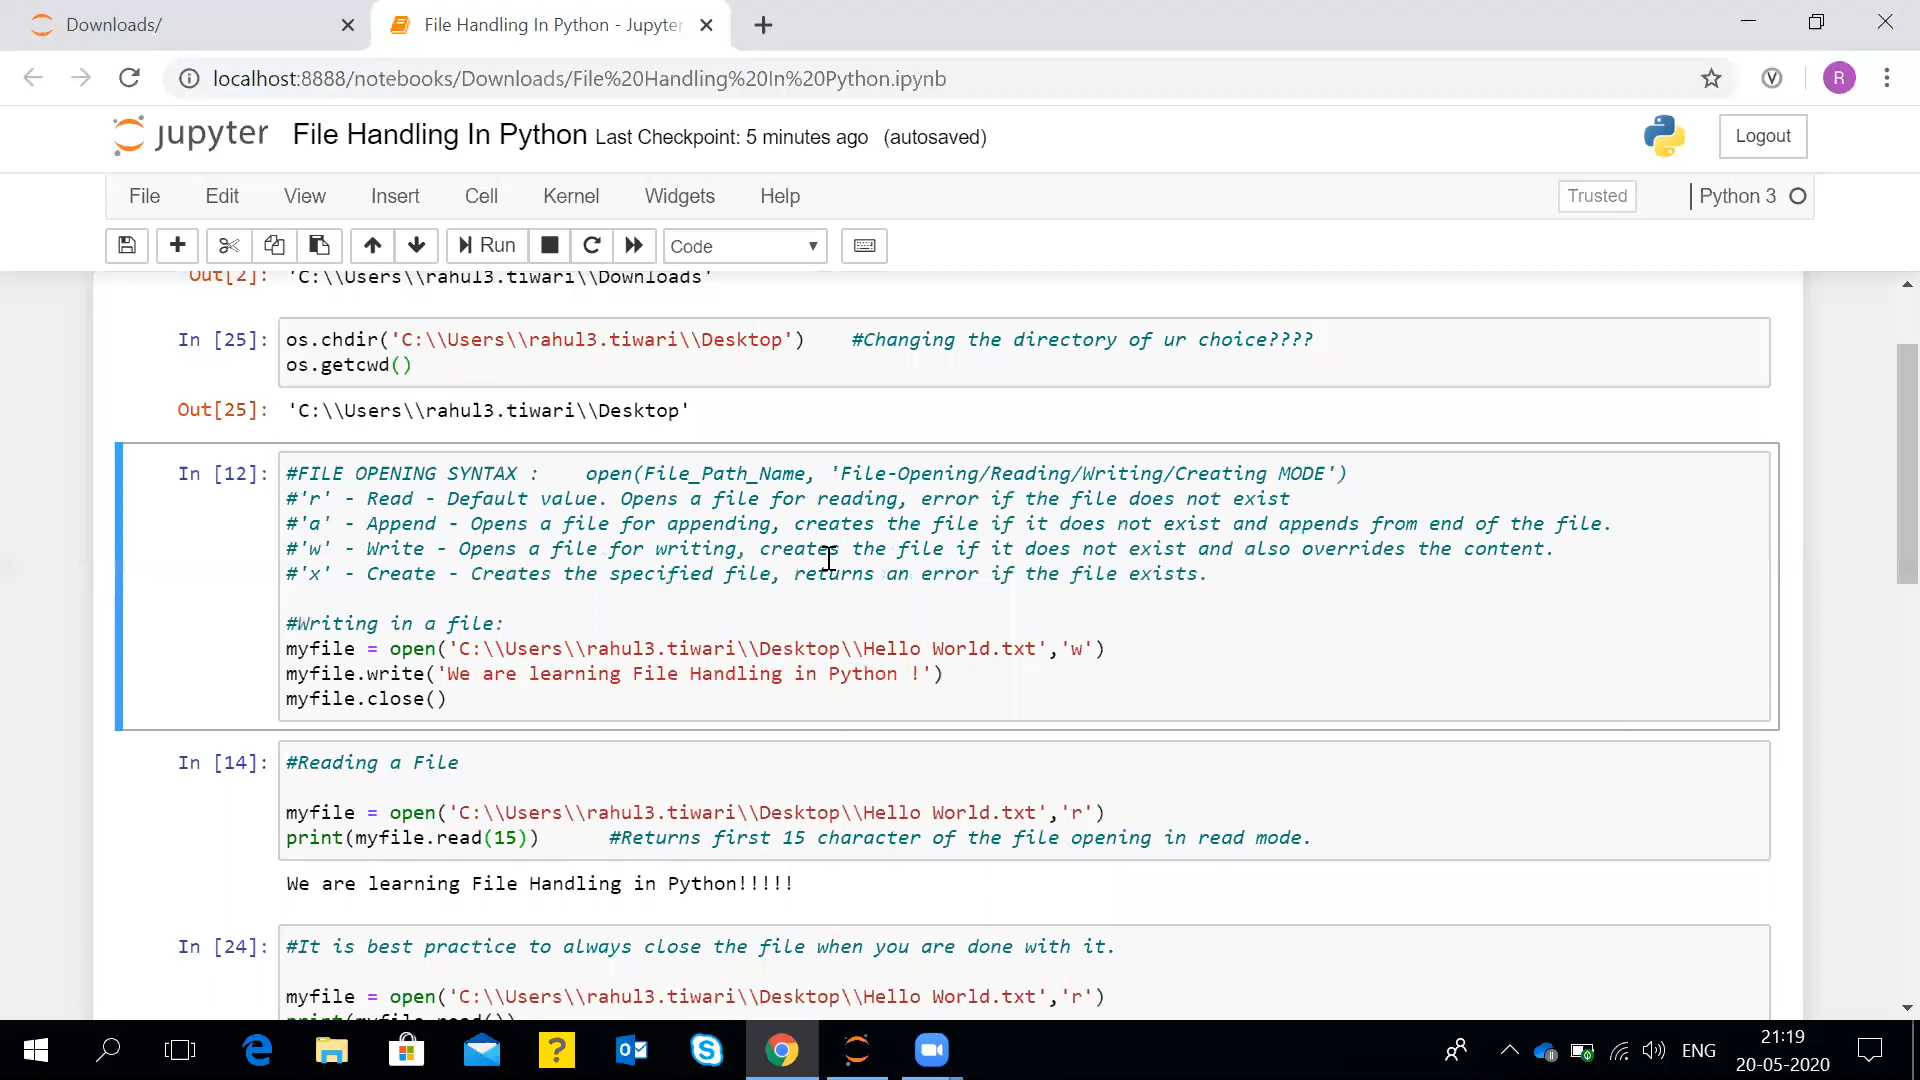 Downloads/
File Handling In Python - Jupyter
localhost:8888/notebooks/Downloads/File%20Handling%20In%20Python.ipynb
R
jupyter File Handling In Python Last Checkpoint: 5 minutes ago (autosaved)
Logout
File Edit View Insert Cell Kernel Widgets Help
Trusted Python 3
Run Code
Out[2]: 'C:\\Users\\rahul3.tiwari\\Downloads'
In [25]: os.chdir('C:\\Users\\rahul3.tiwari\\Desktop') #Changing the directory of ur choice????
os.getcwd()
Out[25]: 'C:\\Users\\rahul3.tiwari\\Desktop'
In [12]: #FILE OPENING SYNTAX : open(File_Path_Name, 'File-Opening/Reading/Writing/Creating MODE')
#'r' - Read - Default value. Opens a file for reading, error if the file does not exist
#'a' - Append - Opens a file for appending, creates the file if it does not exist and appends from end of the file.
#'w' - Write - Opens a file for writing, creates the file if it does not exist and also overrides the content.
#'x' - Create - Creates the specified file, returns an error if the file exists.
#Writing in a file:
myfile = open('C:\\Users\\rahul3.tiwari\\Desktop\\Hello World.txt','w')
myfile.write('We are learning File Handling in Python !')
myfile.close()
In [14]: #Reading a File
myfile = open('C:\\Users\\rahul3.tiwari\\Desktop\\Hello World.txt','r')
print(myfile.read(15)) #Returns first 15 character of the file opening in read mode.
We are learning File Handling in Python!!!!!
In [24]: #It is best practice to always close the file when you are done with it.
myfile = open('C:\\Users\\rahul3.tiwari\\Desktop\\Hello World.txt','r')
print(myfile.read())
ENG
21:19
20-05-2020